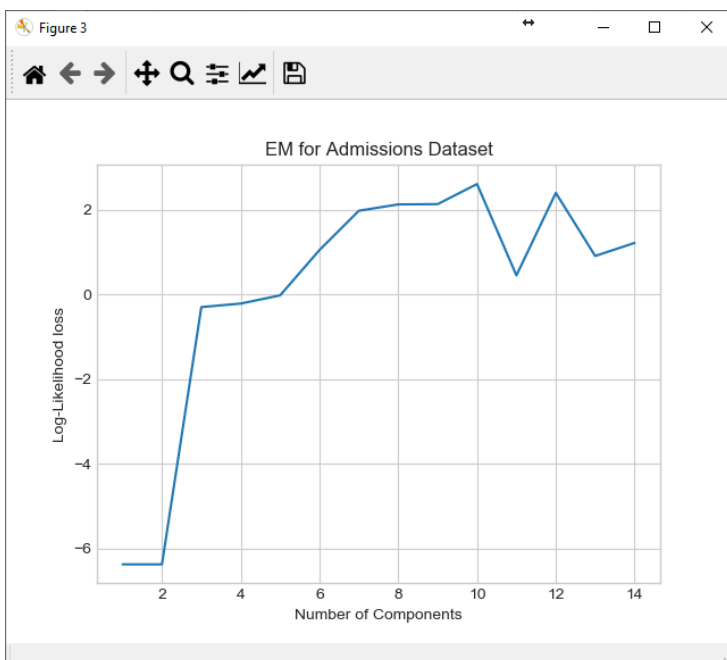 Figure 3
EM for Admissions Dataset
2
0
−2
−4
−6
Log-Likelihood loss
2 4 6 8 10 12 14
Number of Components